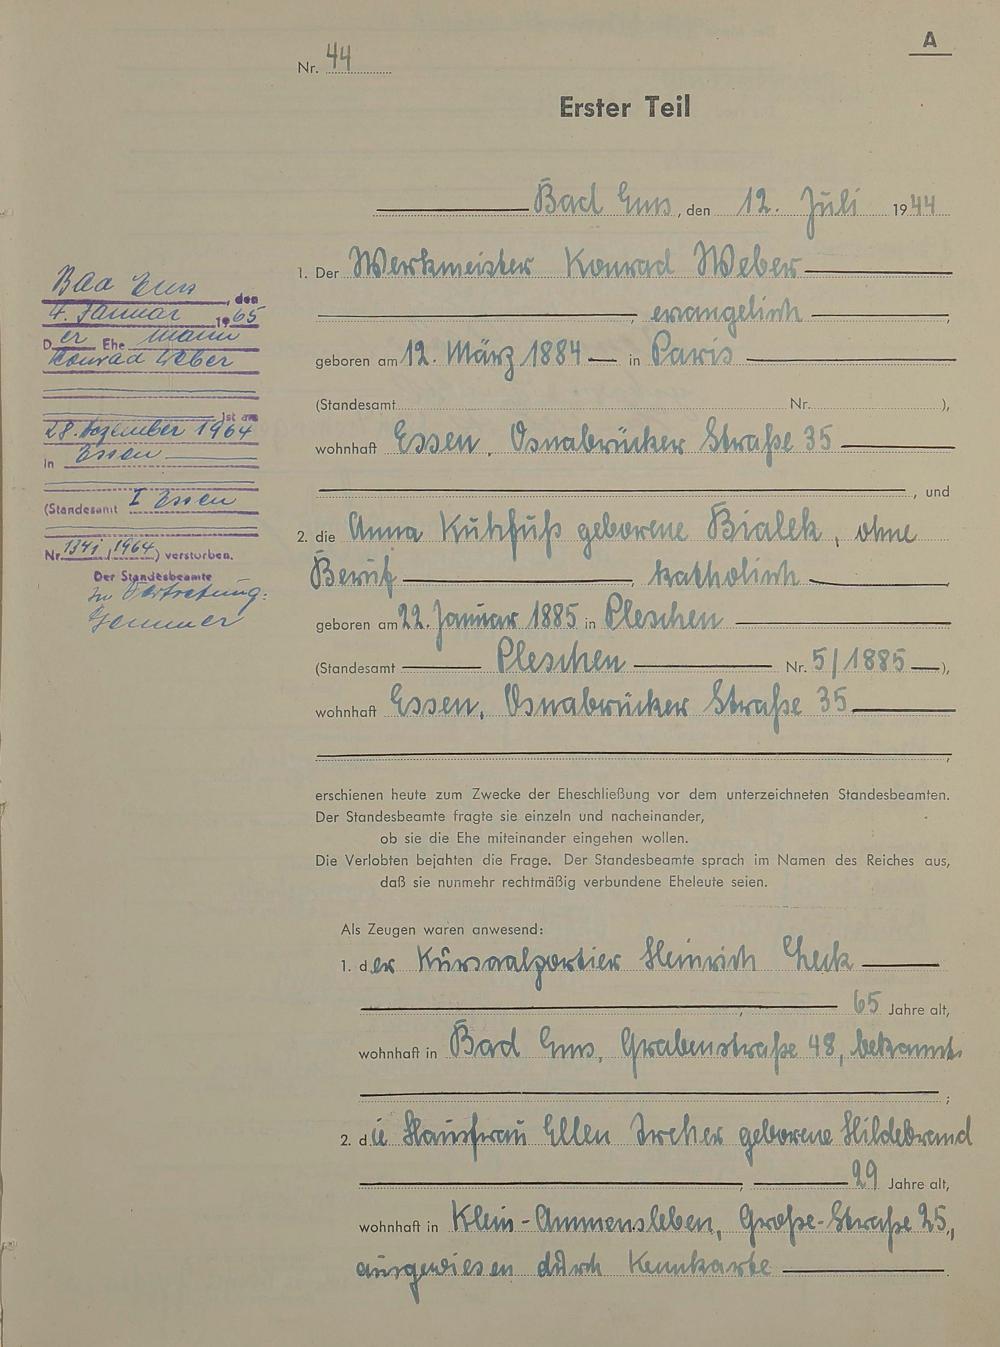 A
Nr. 44
Erster Teil
Bad Ems, den 12. Juli 1944
1. Der Werkmeister Konrad Weber
, evangelisch ,
geboren am 12. März 1884 in Paris
(Standesamt Nr. ),
wohnhaft Essen, Osnabrücker Straße 35
, und
2. die Anna Kuhfuß geborene Bialek, ohne
Beruf , katholisch ,
geboren am 22. Januar 1885 in Pleschen
(Standesamt Pleschen Nr. 5/1885 ),
wohnhaft Essen, Osnabrücker Straße 35
,
erschienen heute zum Zwecke der Eheschließung vor dem unterzeichneten Standesbeamten.
Der Standesbeamte fragte sie einzeln und nacheinander,
ob sie die Ehe miteinander eingehen wollen.
Die Verlobten bejahten die Frage. Der Standesbeamte sprach im Namen des Reiches aus,
daß sie nunmehr rechtmäßig verbundene Eheleute seien.
Als Zeugen waren anwesend:
1. der Kursaalportier Heinrich
, 65 Jahre alt,
wohnhaft in Bad Ems, Grabenstraße 48, bekannt
;
2. die Hausfrau Ellen geborene Hildebrand
, 29 Jahre alt,
wohnhaft in Klein-Ammensleben, Große-Straße 25,
ausgewiesen durch Kennkarte .
Bad Ems, den
4. Januar 1965
Der Ehemann
Konrad Weber
ist am
28. Dezember 1964
in Essen
(Standesamt I Essen
Nr. /1964) verstorben.
Der Standesbeamte
In Vertretung: